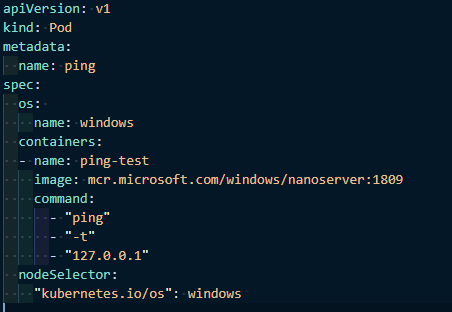 apiVersion: v1
kind: Pod
metadata:
  name: ping
spec:
  os:
    name: windows
  containers:
  - name: ping-test
    image: mcr.microsoft.com/windows/nanoserver:1809
    command:
      - "ping"
      - "-t"
      - "127.0.0.1"
  nodeSelector:
    "kubernetes.io/os": windows